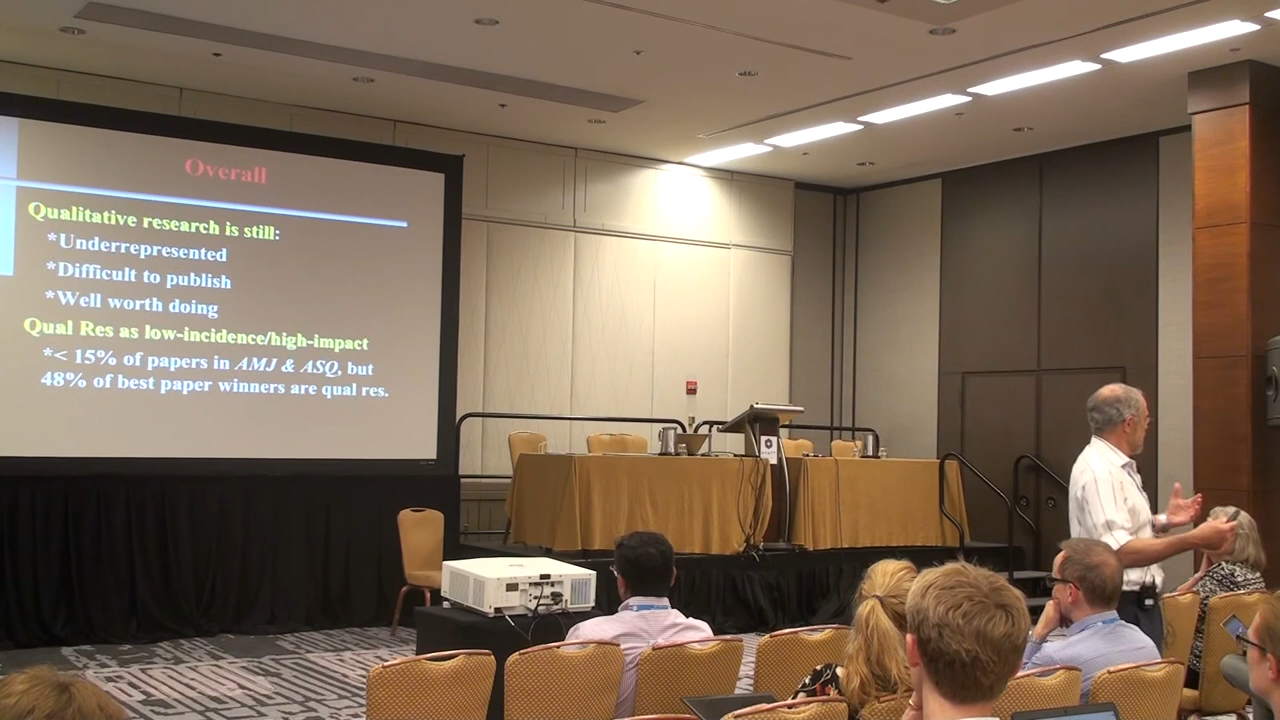 Overall
Qualitative research is still:
*Underrepresented
*Difficult to publish
*Well worth doing
Qual Res as low-incidence/high-impact
*< 15% of papers in AMJ & ASQ, but
48% of best paper winners are qual res.